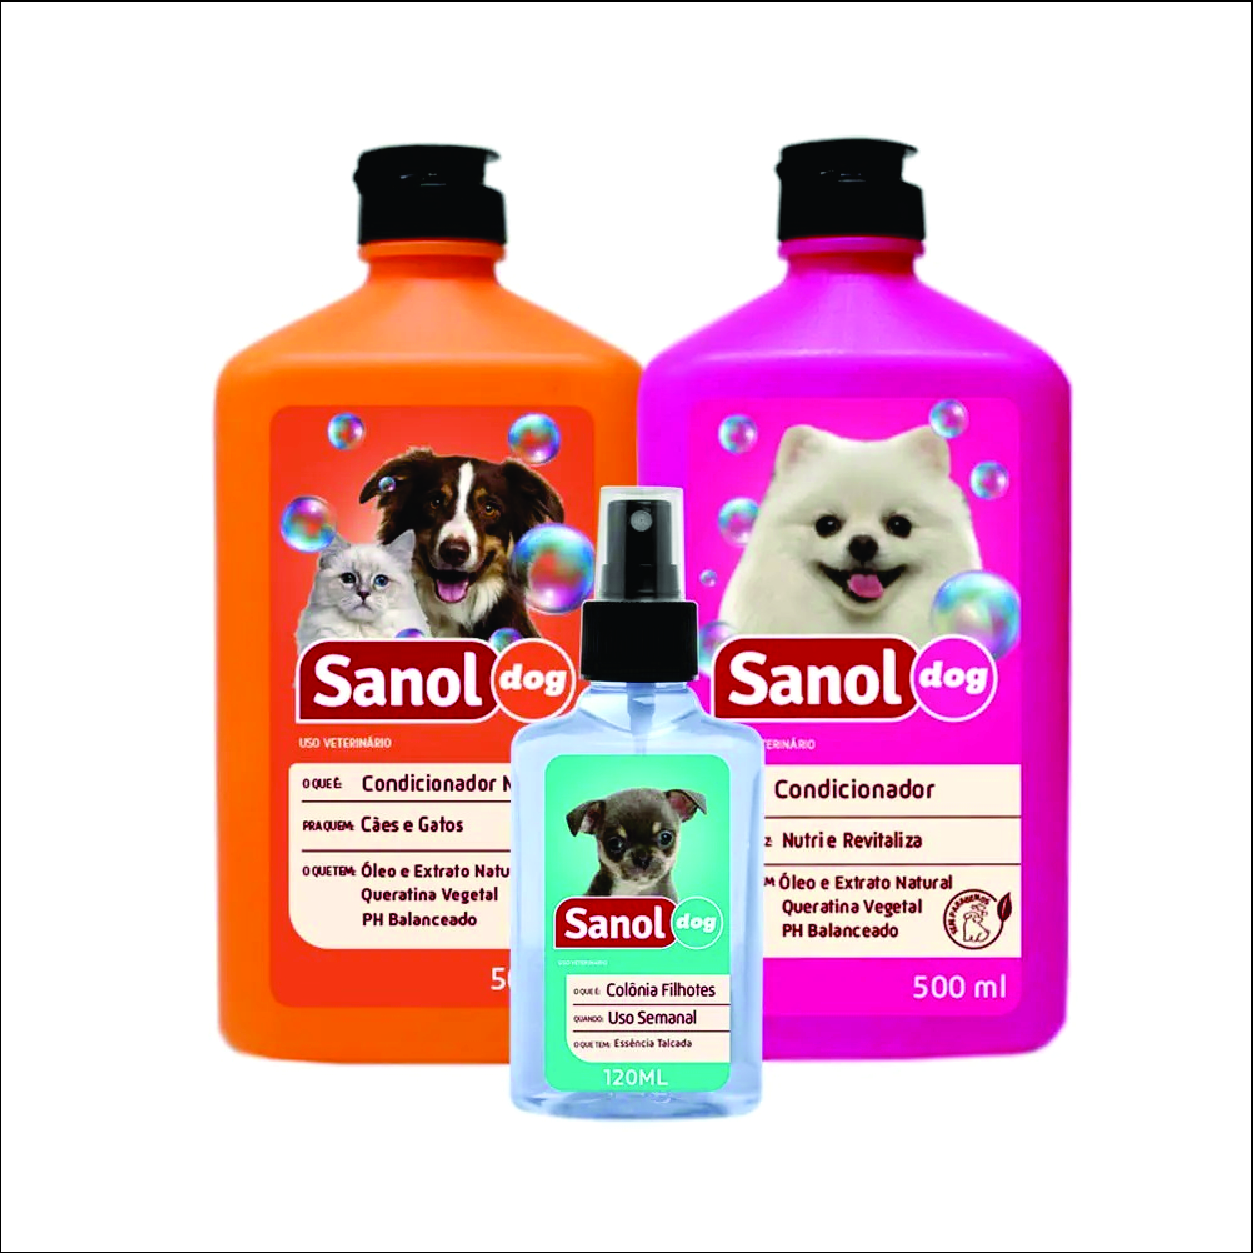 Sanol dog
USO VETERINÁRIO
O QUE É: Condicionador
PRA QUEM: Cães e Gatos
O QUE TEM: Óleo e Extrato
Queratina Vegetal
PH Balanceado
Sanol dog
Condicionador
Nutri e Revitaliza
Óleo e Extrato Natural
Queratina Vegetal
PH Balanceado
500 ml
Sanol dog
USO VETERINÁRIO
O QUE É: Colônia Filhotes
QUANDO: Uso Semanal
O QUE TEM: Essência Talcada
120ML